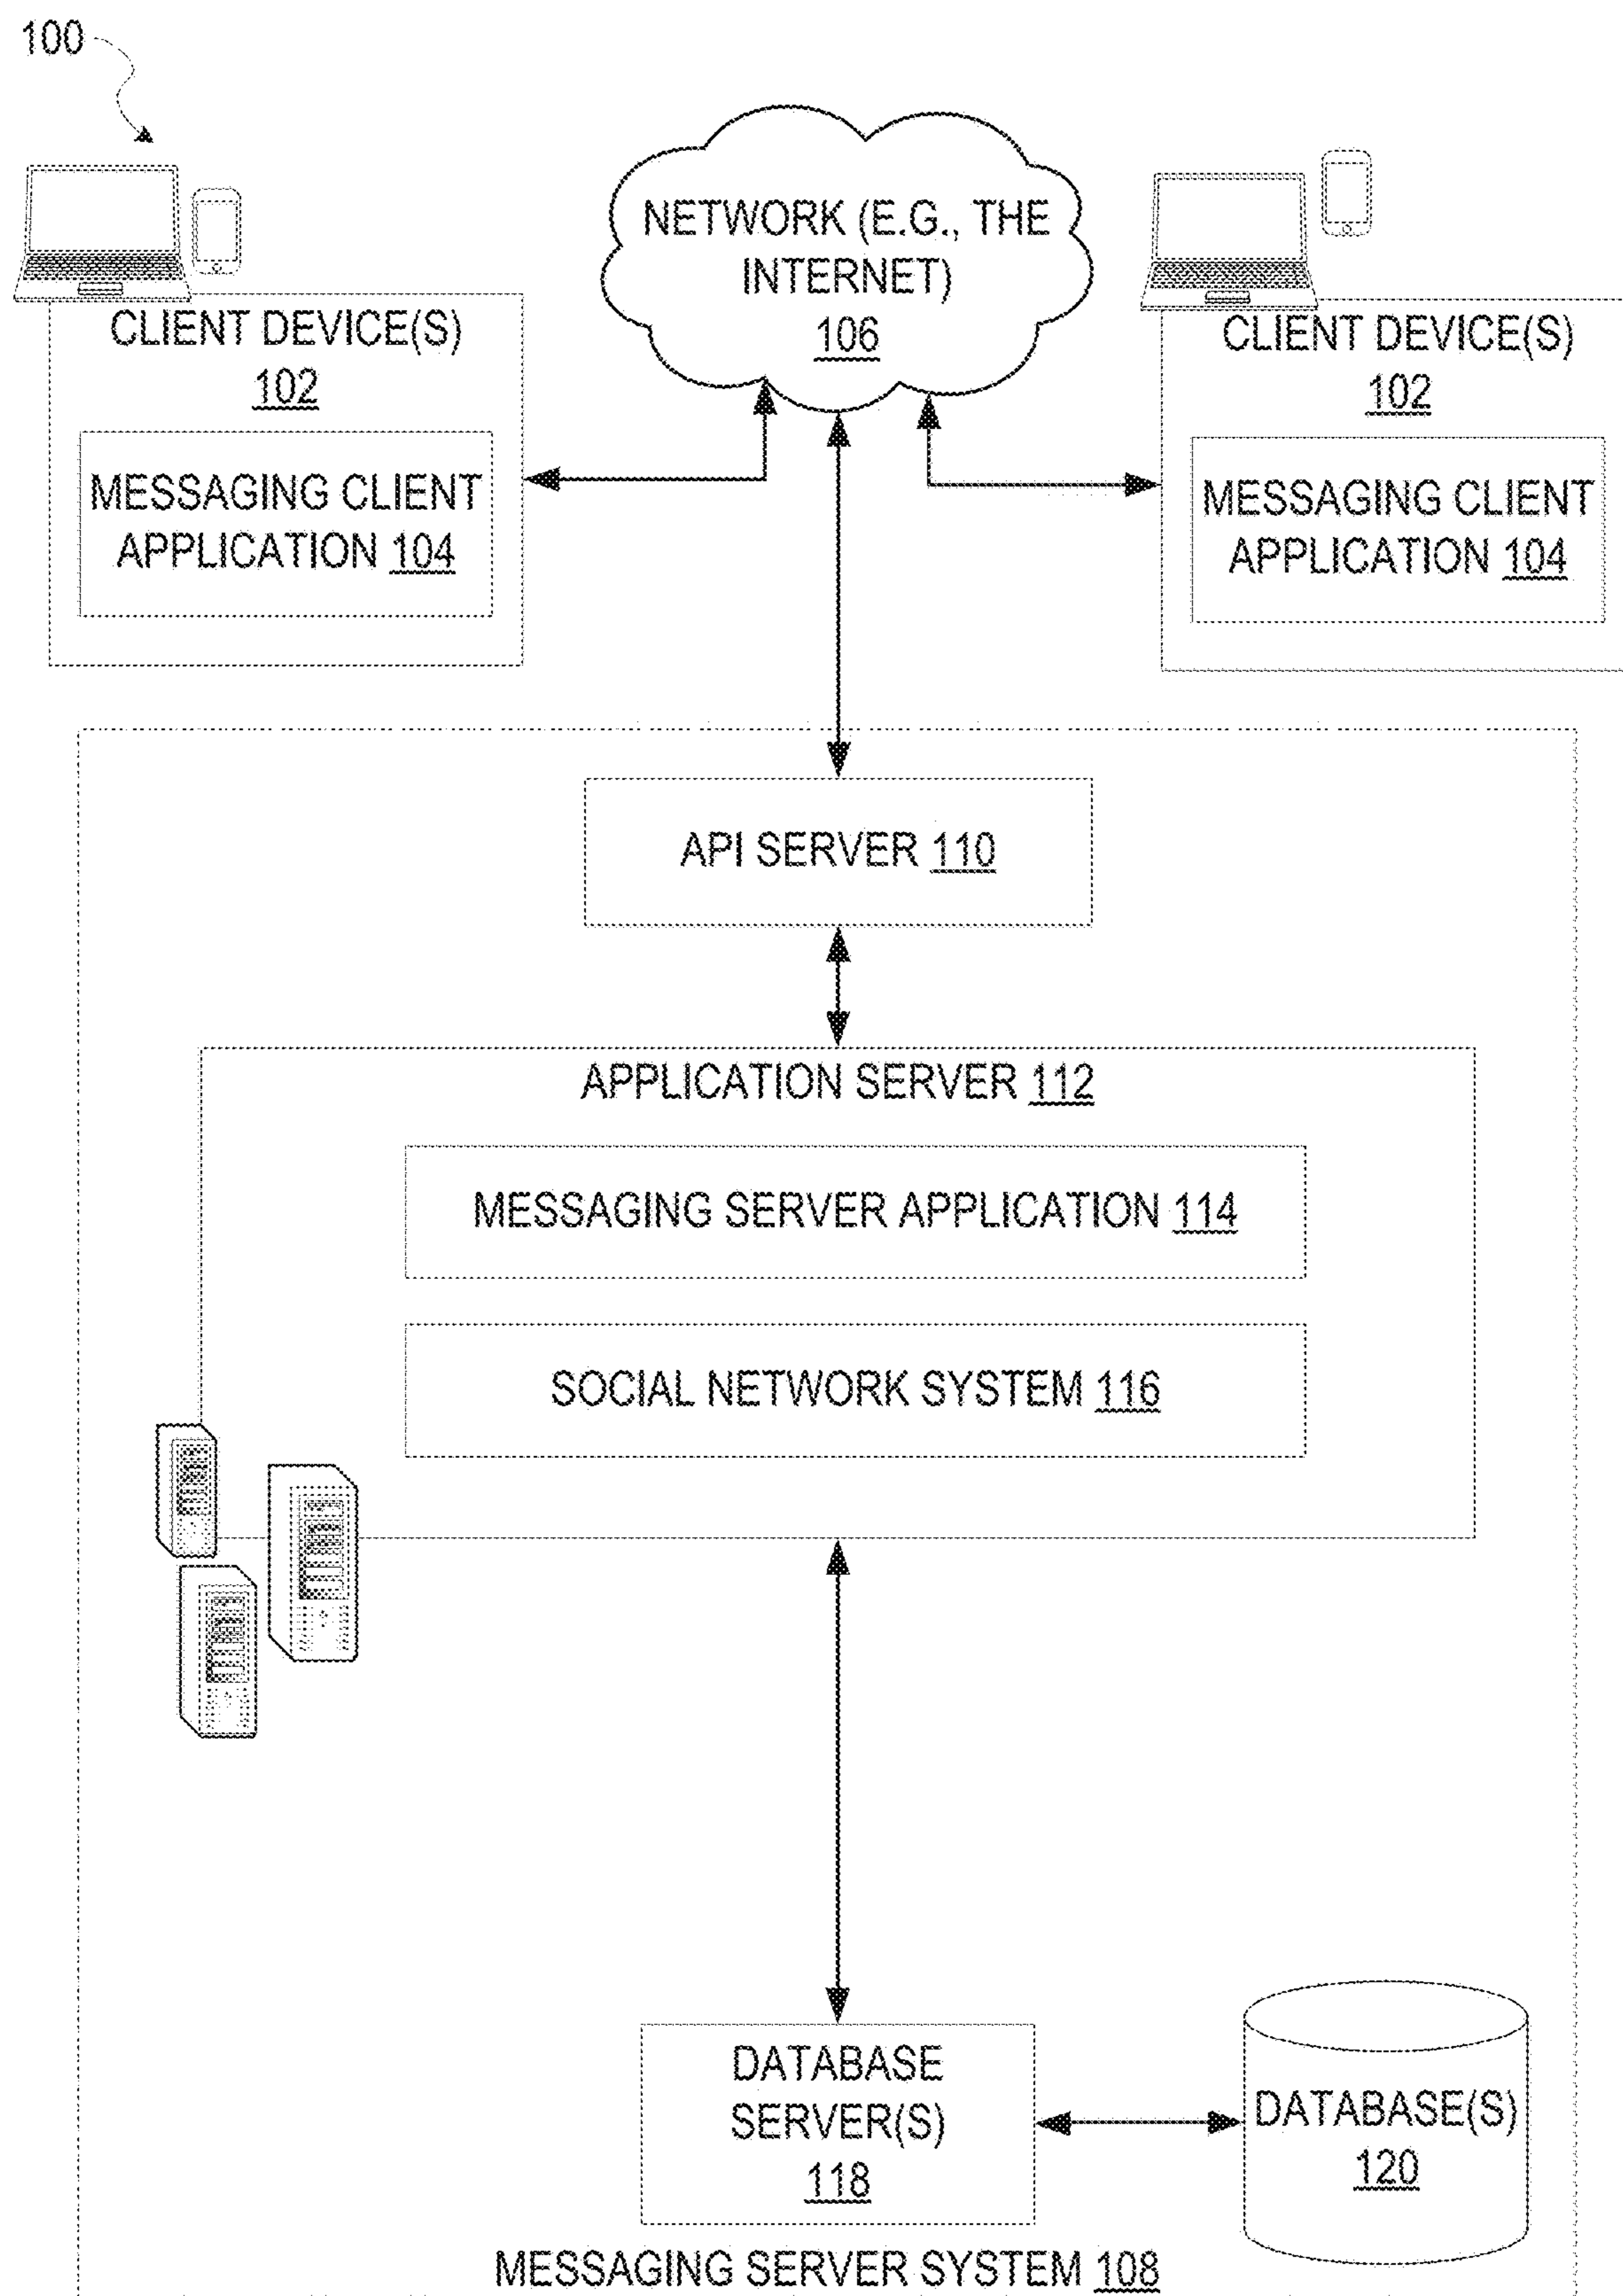 100
NETWORK (E.G., THE
INTERNET)
106
CLIENT DEVICE(S)
102
MESSAGING CLIENT
APPLICATION 104
CLIENT DEVICE(S)
102
MESSAGING CLIENT
APPLICATION 104
API SERVER 110
APPLICATION SERVER 112
MESSAGING SERVER APPLICATION 114
SOCIAL NETWORK SYSTEM 116
DATABASE
SERVER(S)
118
DATABASE(S)
120
MESSAGING SERVER SYSTEM 108